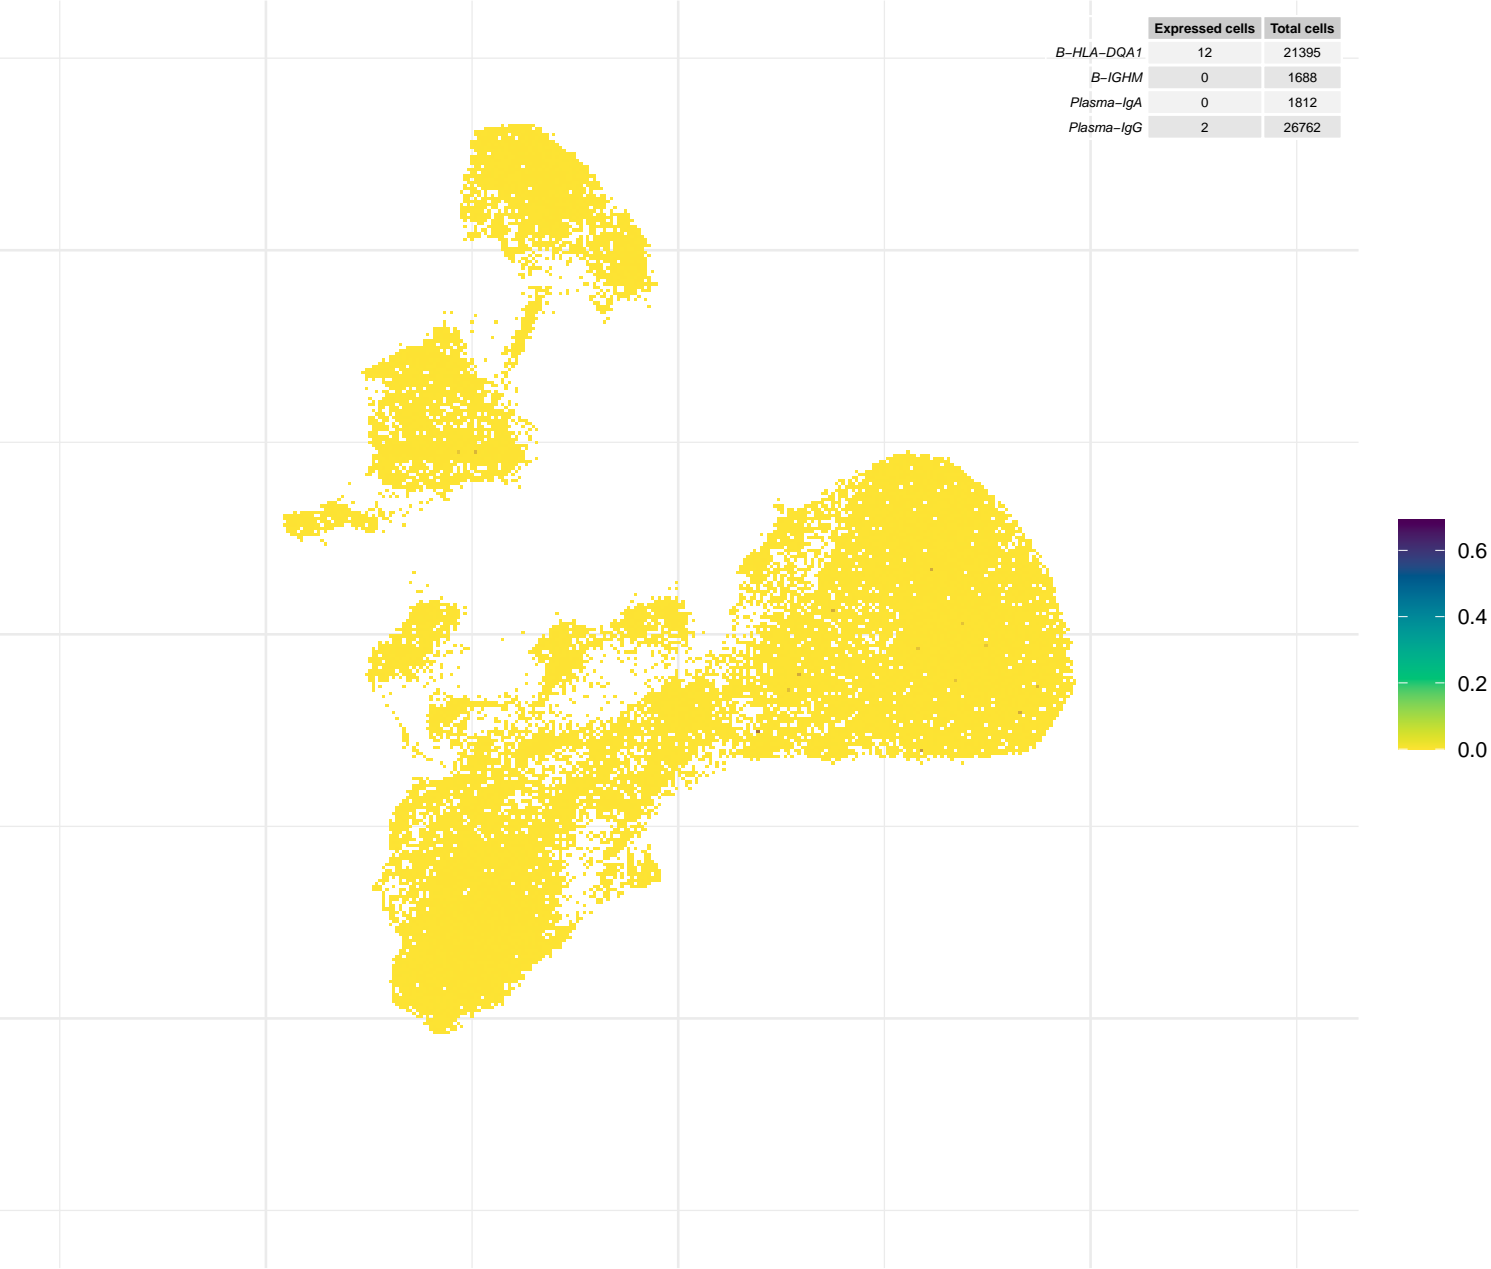 Expressed cells Total cells
B−HLA−DQA1 12 21395
B−IGHM 0 1688
Plasma−IgA 0 1812
Plasma−IgG 2 26762
0.6
0.4
0.2
0.0